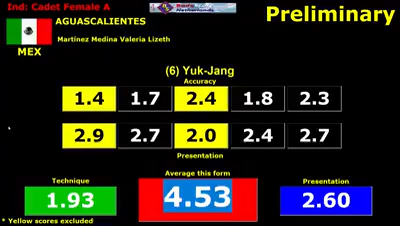 Ind: Cadet Female A
Preliminary
AGUASCALIENTES
Martínez Medina Valeria Lizeth
MEX
(6) Yuk-Jang
Accuracy
1.4 1.7 2.4 1.8 2.3
2.9 2.7 2.0 2.4 2.7
Presentation
Technique
1.93
Average this form
4.53
Presentation
2.60
* Yellow scores excluded